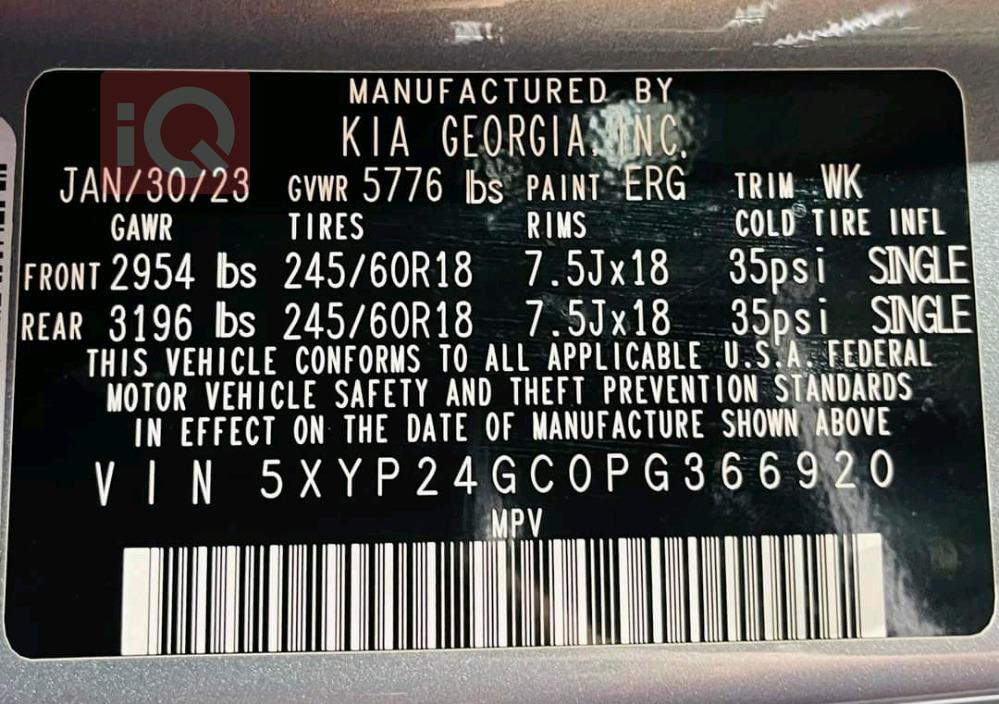 iQ
MANUFACTURED BY
KIA GEORGIA, INC.
JAN/30/23 GVWR 5776 lbs PAINT ERG TRIM WK
GAWR TIRES RIMS COLD TIRE INFL
FRONT 2954 lbs 245/60R18 7.5Jx18 35psi SINGLE
REAR 3196 lbs 245/60R18 7.5Jx18 35psi SINGLE
THIS VEHICLE CONFORMS TO ALL APPLICABLE U.S.A. FEDERAL
MOTOR VEHICLE SAFETY AND THEFT PREVENTION STANDARDS
IN EFFECT ON THE DATE OF MANUFACTURE SHOWN ABOVE
VIN 5XYP24GC0PG366920
MPV